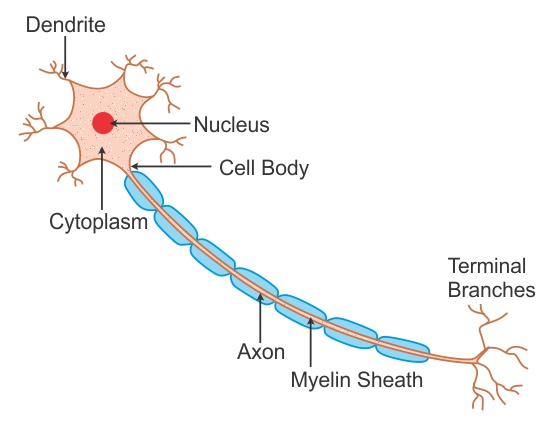 Dendrite
Nucleus
Cell Body
Cytoplasm
Terminal
Branches
Axon
Myelin Sheath